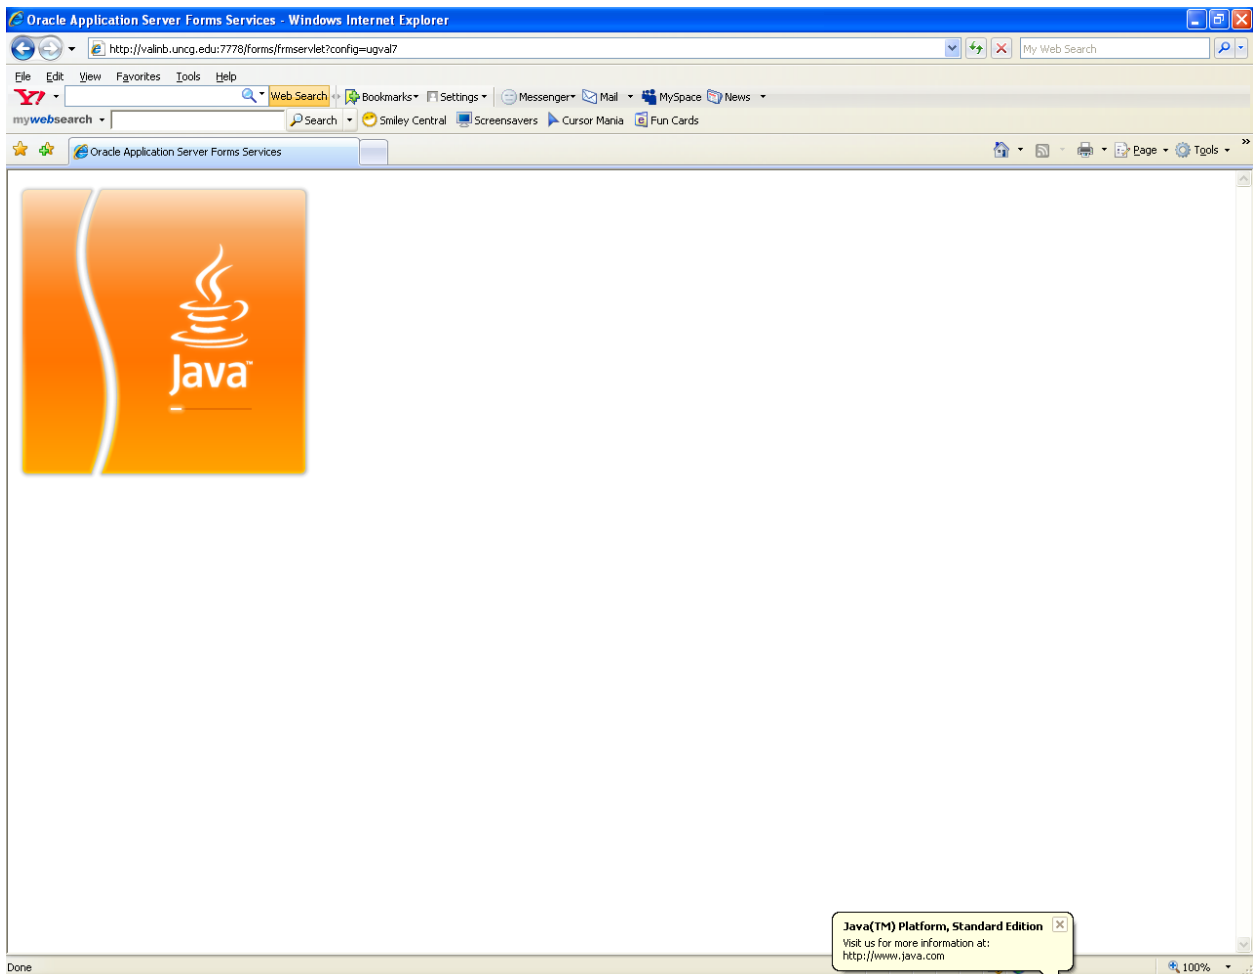 Oracle Application Server Forms Services - Windows Internet Explorer
http://valinb.uncg.edu:7778/forms/frmservlet?config=ugval7
My Web Search
File Edit View Favorites Tools Help
Y! Web Search Bookmarks Settings Messenger Mail MySpace News
mywebsearch Search Smiley Central Screensavers Cursor Mania Fun Cards
Oracle Application Server Forms Services
Page Tools »
Java™
Java(TM) Platform, Standard Edition
Visit us for more information at:
http://www.java.com
Done
100%